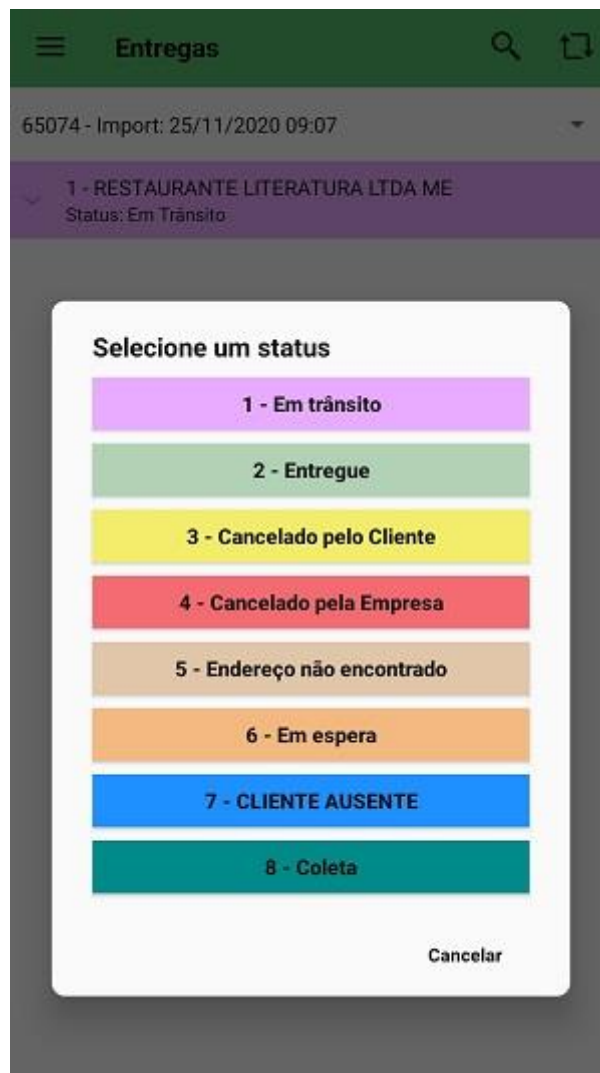 Entregas
65074 - Import: 25/11/2020 09:07
1 - RESTAURANTE LITERATURA LTDA ME
Status: Em Trânsito
Selecione um status
1 - Em trânsito
2 - Entregue
3 - Cancelado pelo Cliente
4 - Cancelado pela Empresa
5 - Endereço não encontrado
6 - Em espera
7 - CLIENTE AUSENTE
8 - Coleta
Cancelar